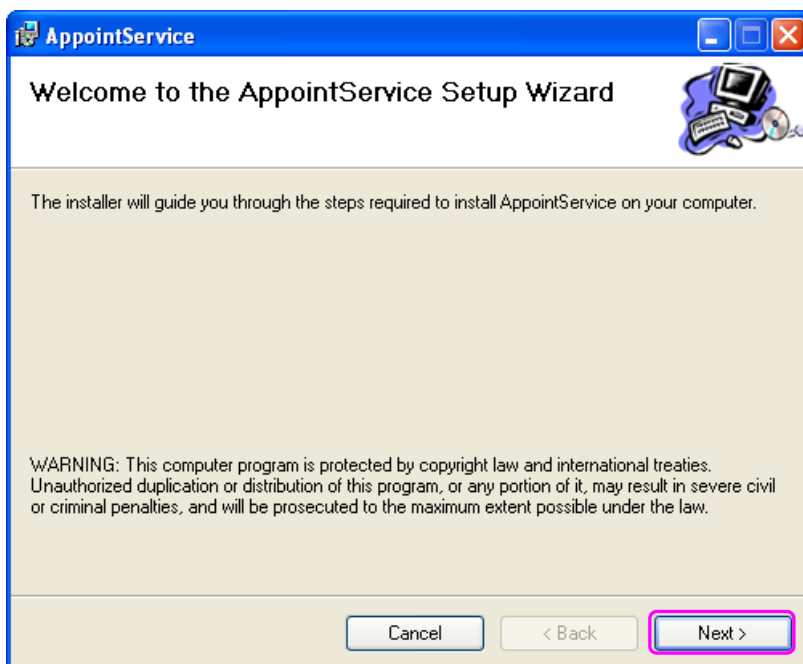 AppointService
Welcome to the AppointService Setup Wizard
The installer will guide you through the steps required to install AppointService on your computer.
WARNING: This computer program is protected by copyright law and international treaties.
Unauthorized duplication or distribution of this program, or any portion of it, may result in severe civil
or criminal penalties, and will be prosecuted to the maximum extent possible under the law.
Cancel
< Back
Next >